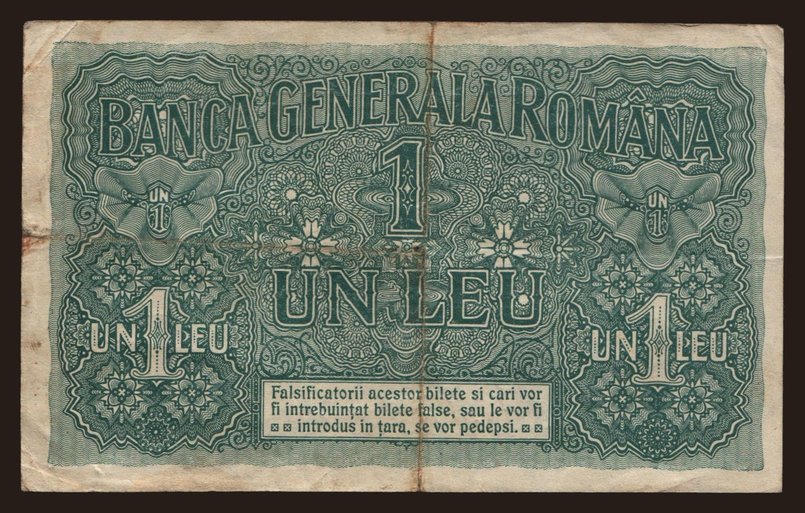 BANCA GENERALA ROMÂNA
1
UN
1
UN
1
UN LEU
UN 1 LEU
UN 1 LEU
Falsificatorii acestor bilete si cari vor
fi intrebuințat bilete false, sau le vor fi
introdus in țara, se vor pedepsi.